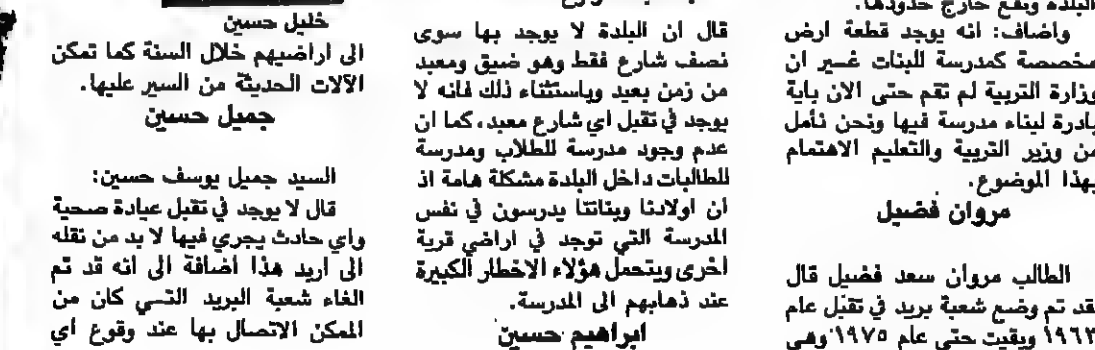 البلدة ويقع خارج حدودها.
واضاف: انه يوجد قطعة ارض
مخصصة كمدرسة للبنات غسير ان
وزارة التربية لم تقم حتى الان باية
بادرة لبناء مدرسة فيها ونحن نأمل
من وزير التربية والتعليم الاهتمام
بهذا الموضوع.
مروان فضيل
الطالب مروان سعد فضيل قال
لقد تم وضع شعبة بريد في تقبل عام
١٩٦٣ وبقيت حتى عام ١٩٧٥ وهي
قال ان البلدة لا يوجد بها سوى
نصف شارع فقط وهو ضيق ومعبد
من زمن بعيد وباستثناء ذلك فانه لا
يوجد في تقبل اي شارع معبد، كما ان
عدم وجود مدرسة للطلاب ومدرسة
للطالبات داخل البلدة مشكلة هامة اذ
ان اولادنا وبناتنا يدرسون في نفس
المدرسة التي توجد في اراضي قرية
اخرى ويتحمل هؤلاء الاخطار الكبيرة
عند ذهابهم الى المدرسة.
ابراهيم حسين
خليل حسين
الى اراضيهم خلال السنة كما تمكن
الآلات الحديثة من السير عليها.
جميل حسين
السيد جميل يوسف حسين:
قال لا يوجد في تقبل عيادة صحية
واي حادث يجري فيها لا بد من نقله
الى اربد هذا اضافة الى انه قد تم
الغاء شعبة البريد التسي كان من
الممكن الاتصال بها عند وقوع اي